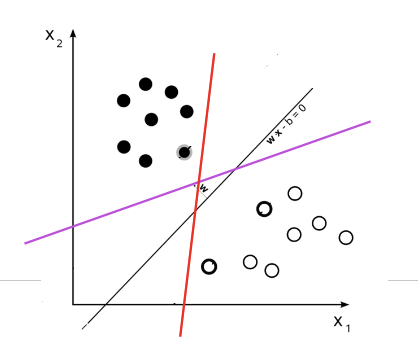 X₂
w x - b = 0
w
X₁